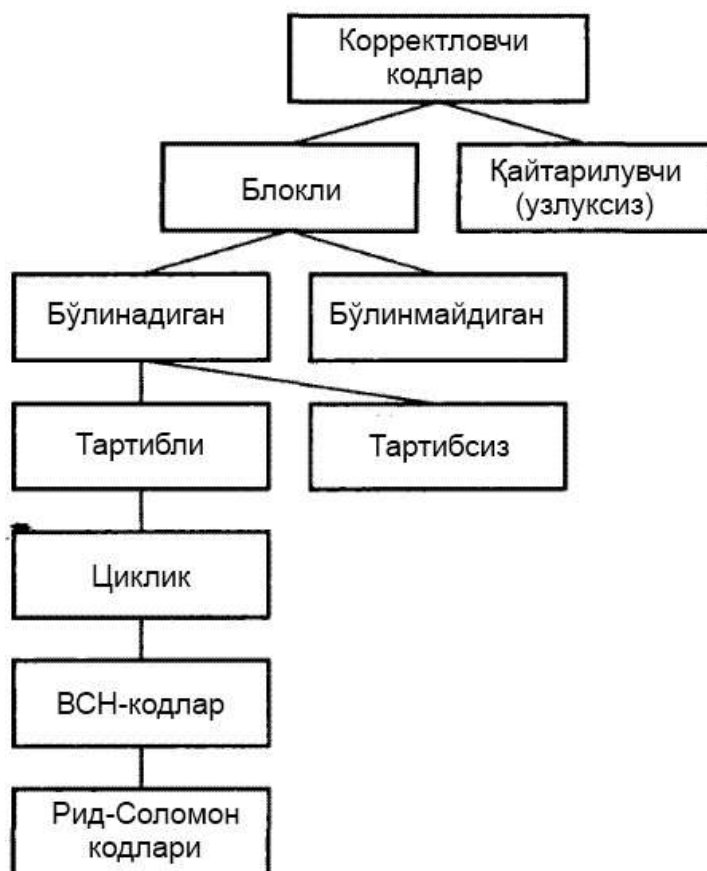 Корректловчи
кодлар
Блокли
Қайтарилувчи
(узлуксиз)
Бўлинадиган
Бўлинмайдиган
Тартибли
Тартибсиз
Циклик
ВСН-кодлар
Рид-Соломон
кодлари